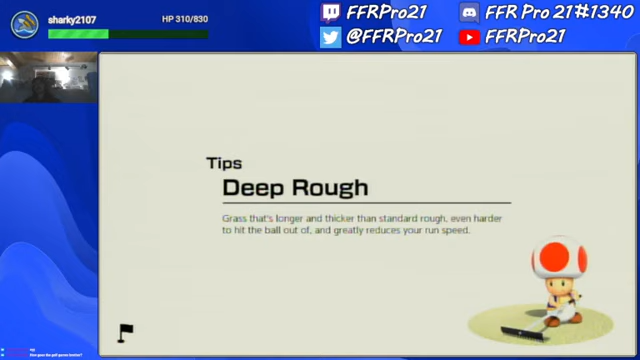 sharky2107
HP 310/830
FFRPro21
FFR Pro 21#1340
@FFRPro21
FFRPro21
Tips
Deep Rough
Grass that's longer and thicker than standard rough, even harder
to hit the ball out of, and greatly reduces your run speed.